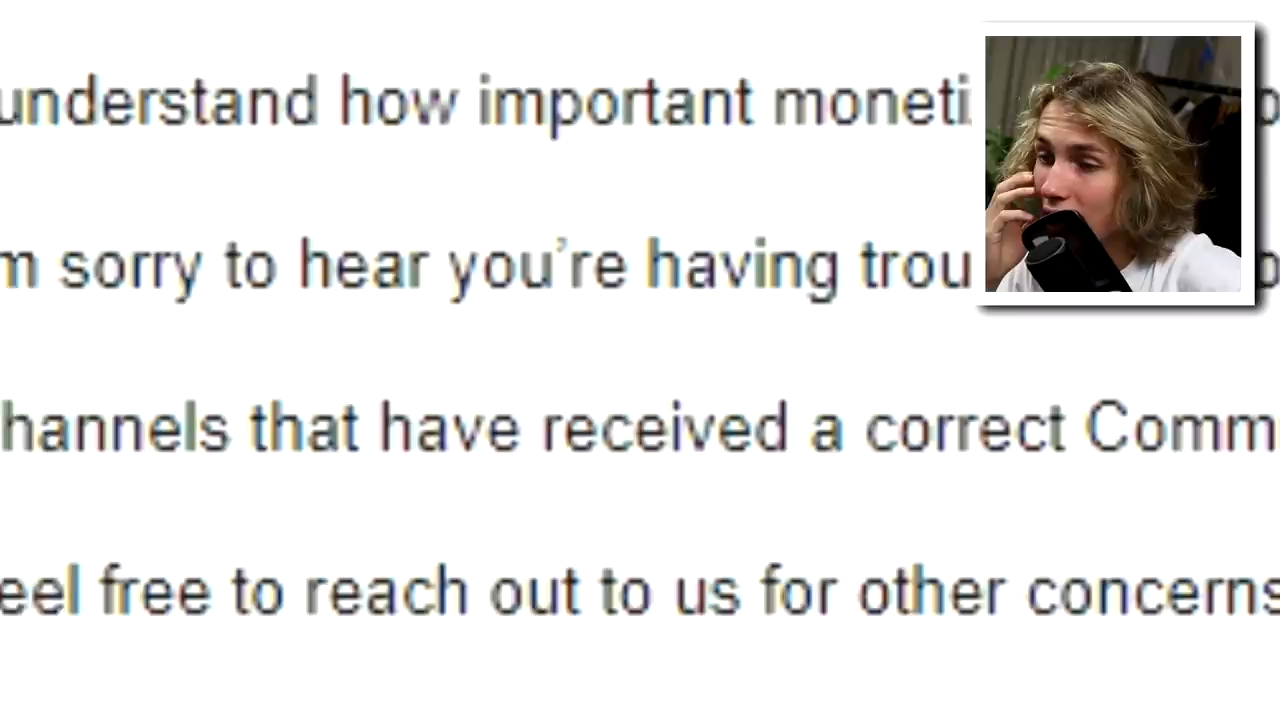 understand how important moneti
m sorry to hear you're having trou
hannels that have received a correct Comm
eel free to reach out to us for other concerns